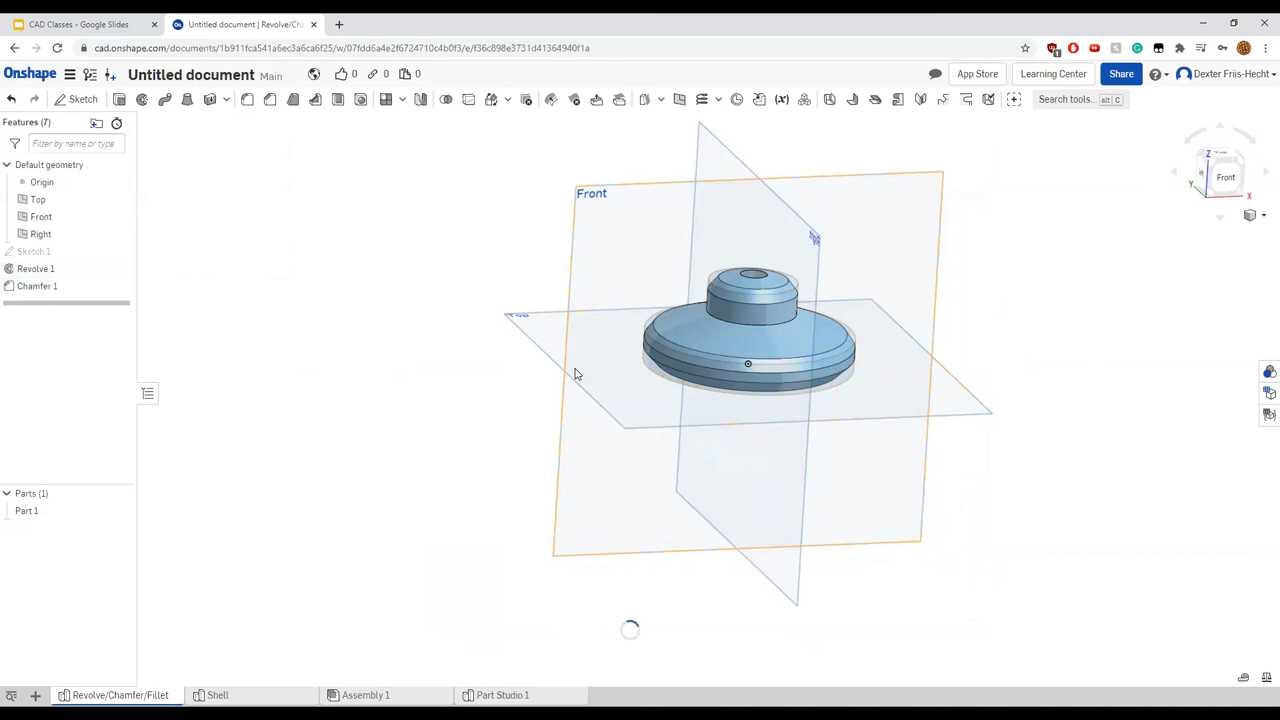 CAD Classes - Google Slides
Untitled document | Revolve/Cha
cad.onshape.com/documents/1b911fca541a6ec3a6ca6f25/w/07fdd6a4e2f6724710c4b0f3/e/f36c898e3731d41364940f1a
Onshape
Untitled document
Main
0
0
0
App Store
Learning Center
Share
Dexter Friis-Hecht
Sketch
Search tools...
alt
C
Features (7)
Filter by name or type
Default geometry
Origin
Top
Front
Right
Sketch 1
Revolve 1
Chamfer 1
Parts (1)
Part 1
Front
Top
Z
Front
Y
X
Revolve/Chamfer/Fillet
Shell
Assembly 1
Part Studio 1